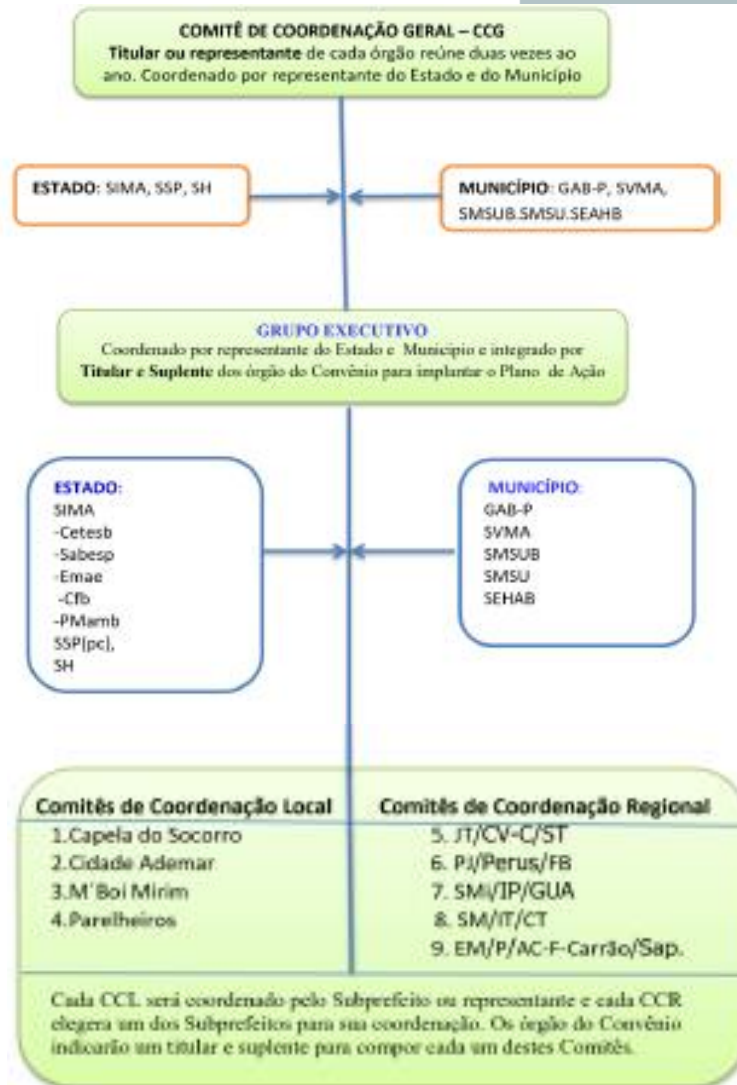 COMITÊ DE COORDENAÇÃO GERAL – CCG
Titular ou representante de cada órgão reúne duas vezes ao
ano. Coordenado por representante do Estado e do Município
ESTADO: SIMA, SSP, SH
MUNICÍPIO: GAB-P, SVMA,
SMSUB.SMSU.SEAHB
GRUPO EXECUTIVO
Coordenado por representante do Estado e Municipio e integrado por
Titular e Suplente dos órgão do Convênio para implantar o Plano de Ação
ESTADO:
SIMA
-Cetesb
-Sabesp
-Emae
-Cfb
-PMamb
SSP(pc),
SH
MUNICÍPIO:
GAB-P
SVMA
SMSUB
SMSU
SEHAB
Comitês de Coordenação Local
1.Capela do Socorro
2.Cidade Ademar
3.M´Boi Mirim
4.Parelheiros
Comitês de Coordenação Regional
5. JT/CV-C/ST
6. PJ/Perus/FB
7. SMi/IP/GUA
8. SM/IT/CT
9. EM/P/AC-F-Carrão/Sap.
Cada CCL será coordenado pelo Subprefeito ou representante e cada CCR
elegera um dos Subprefeitos para sua coordenação. Os órgão do Convênio
indicarão um titular e suplente para compor cada um destes Comitês.